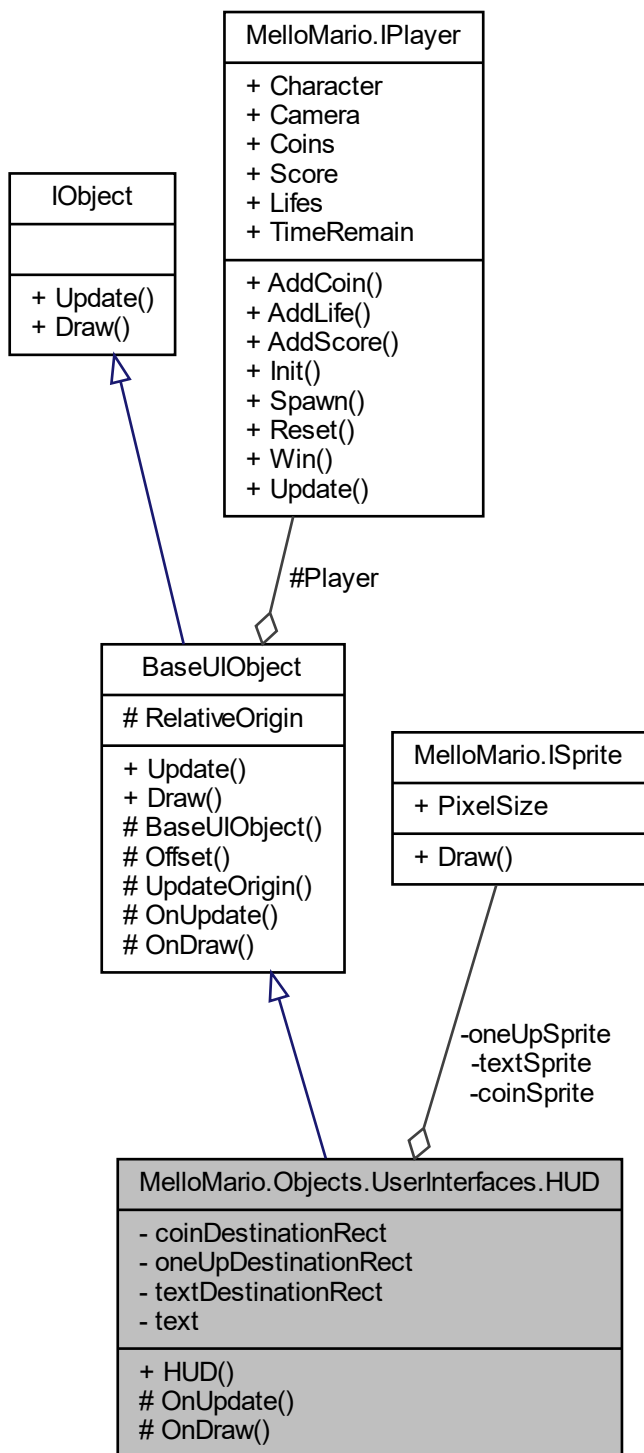 MelloMario.IPlayer
+ Character
+ Camera
+ Coins
+ Score
+ Lifes
+ TimeRemain
+ AddCoin()
+ AddLife()
+ AddScore()
+ Init()
+ Spawn()
+ Reset()
+ Win()
+ Update()
IObject
+ Update()
+ Draw()
#Player
BaseUIObject
# RelativeOrigin
+ Update()
+ Draw()
# BaseUIObject()
# Offset()
# UpdateOrigin()
# OnUpdate()
# OnDraw()
MelloMario.ISprite
+ PixelSize
+ Draw()
-oneUpSprite
-textSprite
-coinSprite
MelloMario.Objects.UserInterfaces.HUD
- coinDestinationRect
- oneUpDestinationRect
- textDestinationRect
- text
+ HUD()
# OnUpdate()
# OnDraw()